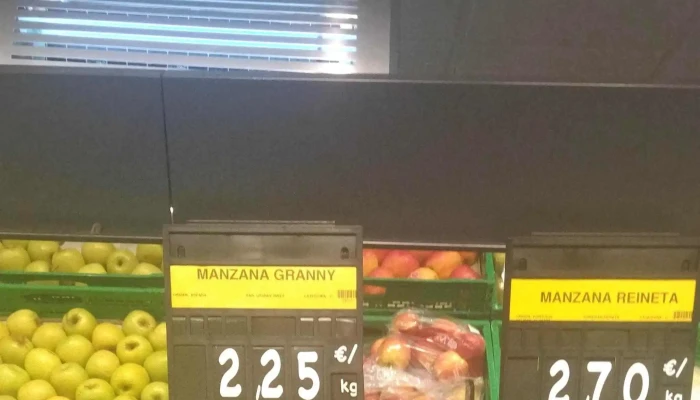 MANZANA GRANNY
2,25 €/kg
MANZANA REINETA
2,70 €/kg